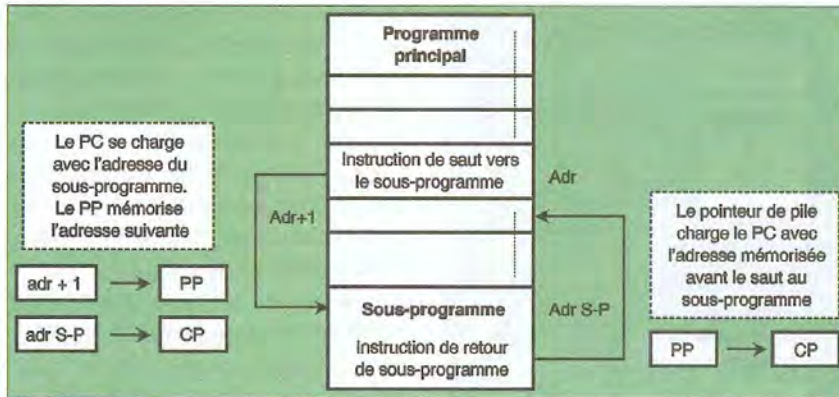 Programme
principal
Le PC se charge
avec l'adresse du
sous-programme.
Le PP mémorise
l'adresse suivante
adr + 1
PP
adr S-P
CP
Instruction de saut vers
le sous-programme
Adr
Adr+1
Sous-programme
Instruction de retour
de sous-programme
Adr S-P
Le pointeur de pile
charge le PC avec
l'adresse mémorisée
avant le saut au
sous-programme
PP
CP